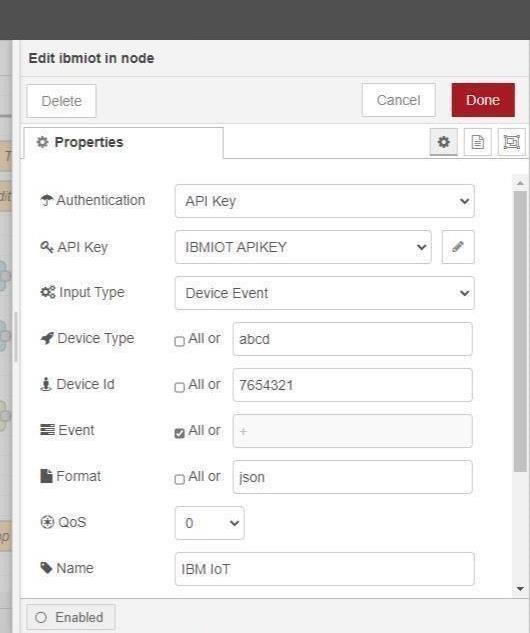 Edit ibmiot in node
Delete
Cancel
Done
Properties
Authentication
API Key
API Key
IBMIOT APIKEY
Input Type
Device Event
Device Type
All or
abcd
Device Id
All or
7654321
Event
All or
+
Format
All or
json
QoS
0
Name
IBM IoT
Enabled